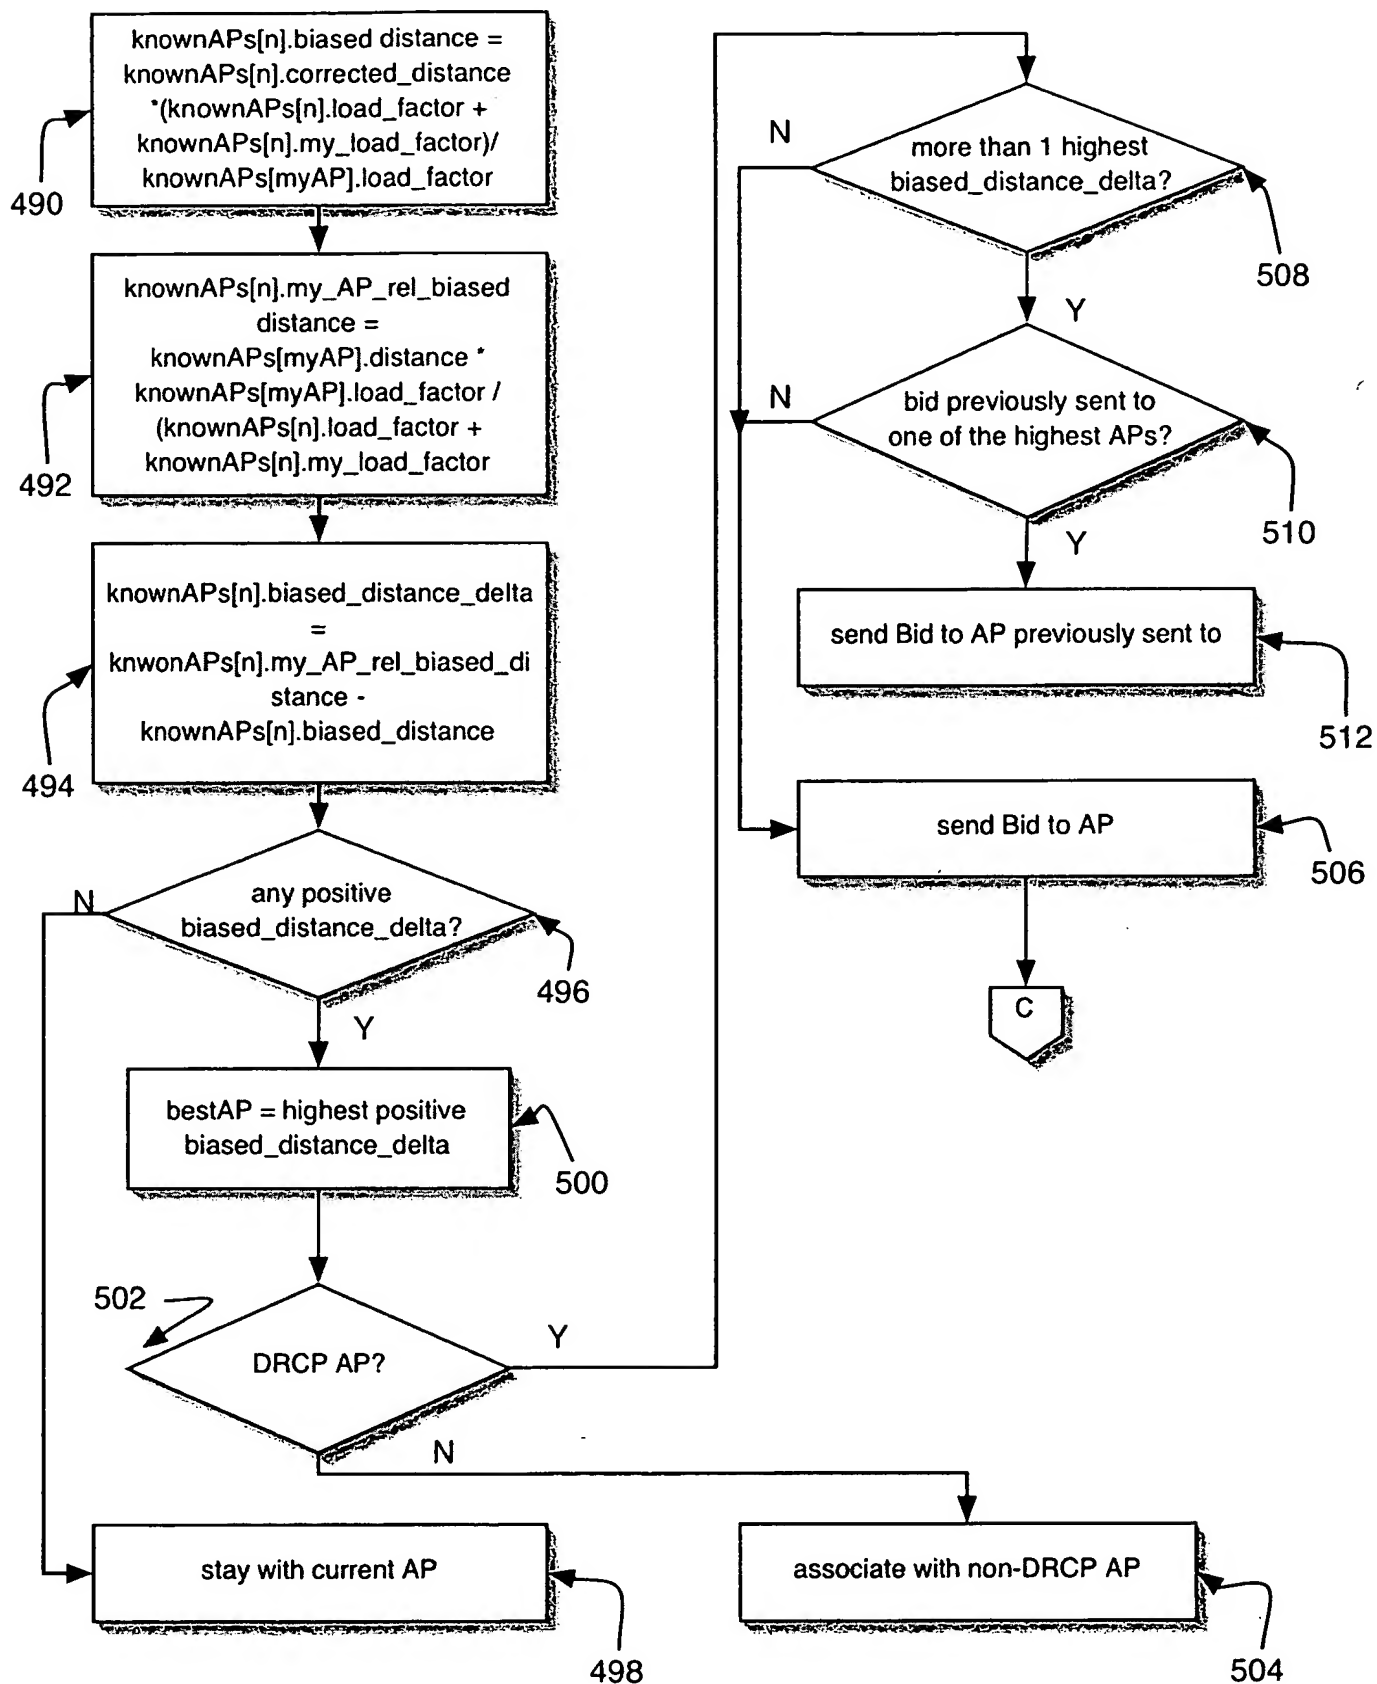 knownAPs[n].biased distance =
knownAPs[n].corrected_distance
*(knownAPs[n].load_factor +
knownAPs[n].my_load_factor)/
knownAPs[myAP].load_factor
490
knownAPs[n].my_AP_rel_biased
distance =
knownAPs[myAP].distance *
knownAPs[myAP].load_factor /
(knownAPs[n].load_factor +
knownAPs[n].my_load_factor
492
knownAPs[n].biased_distance_delta
=
knwonAPs[n].my_AP_rel_biased_di
stance -
knownAPs[n].biased_distance
494
any positive
biased_distance_delta?
N
496
Y
bestAP = highest positive
biased_distance_delta
500
502
DRCP AP?
Y
N
stay with current AP
498
associate with non-DRCP AP
504
more than 1 highest
biased_distance_delta?
N
508
Y
bid previously sent to
one of the highest APs?
N
510
Y
send Bid to AP previously sent to
512
send Bid to AP
506
C